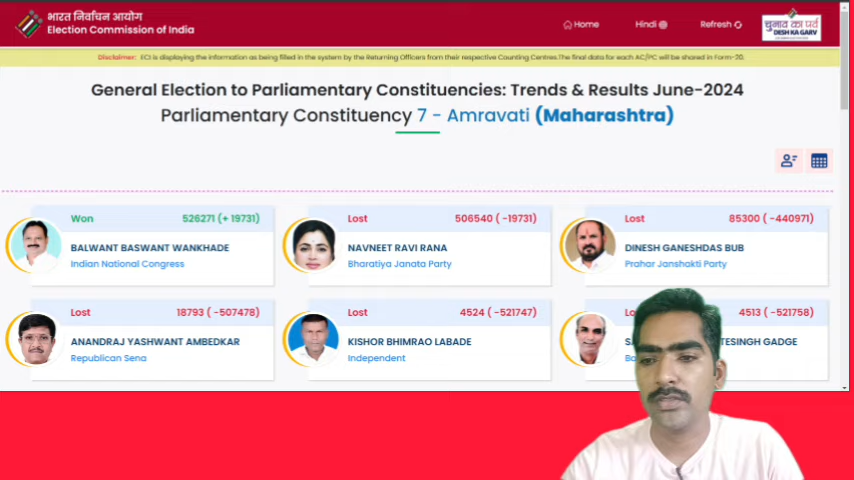 भारत निर्वाचन आयोग
Election Commission of India
Home
Hindi
Refresh
चुनाव का पर्व
DESH KA GARV
Disclaimer: ECI is displaying the information as being filled in the system by the Returning Officers from their respective Counting Centres.The final data for each AC/PC will be shared in Form-20.
General Election to Parliamentary Constituencies: Trends & Results June-2024
Parliamentary Constituency 7 - Amravati (Maharashtra)
Won 526271 (+ 19731)
BALWANT BASWANT WANKHADE
Indian National Congress
Lost 506540 ( -19731)
NAVNEET RAVI RANA
Bharatiya Janata Party
Lost 85300 ( -440971)
DINESH GANESHDAS BUB
Prahar Janshakti Party
Lost 18793 ( -507478)
ANANDRAJ YASHWANT AMBEDKAR
Republican Sena
Lost 4524 ( -521747)
KISHOR BHIMRAO LABADE
Independent
4513 ( -521758)
GADGE